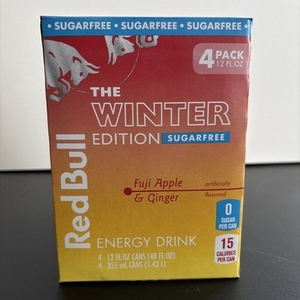 • SUGARFREE • SUGARFREE • SUGARFREE •
4 PACK
12 FL OZ
THE
WINTER
EDITION SUGARFREE
Red Bull
Fuji Apple
& Ginger
artificially
flavored
0
SUGAR
PER CAN
15
CALORIES
PER CAN
ENERGY DRINK
4 - 12 FL OZ CANS (48 FL OZ)
4 - 355 mL CANS (1.42 L)